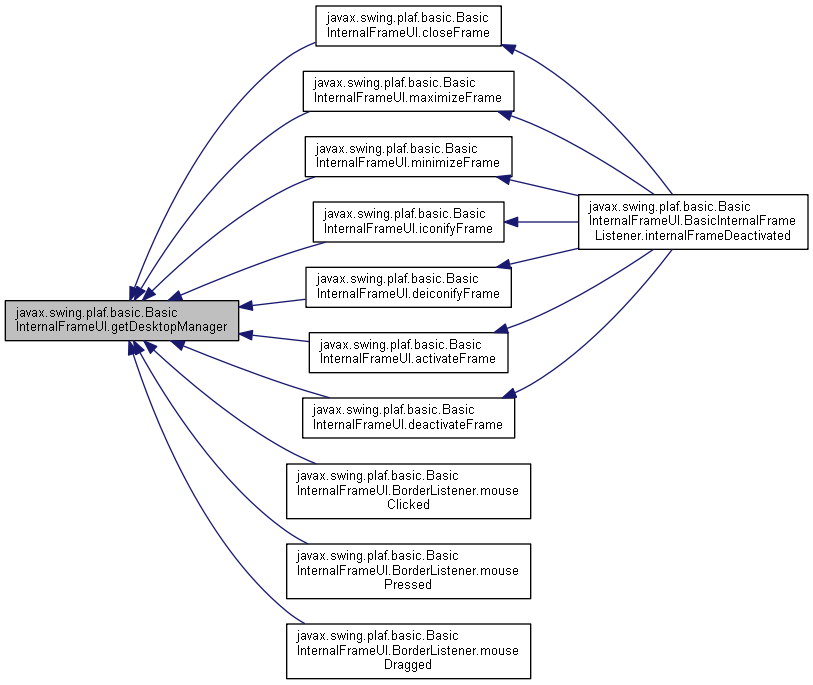 javax.swing.plaf.basic.Basic
InternalFrameUI.closeFrame
javax.swing.plaf.basic.Basic
InternalFrameUI.maximizeFrame
javax.swing.plaf.basic.Basic
InternalFrameUI.minimizeFrame
javax.swing.plaf.basic.Basic
InternalFrameUI.BasicInternalFrame
Listener.internalFrameDeactivated
javax.swing.plaf.basic.Basic
InternalFrameUI.iconifyFrame
javax.swing.plaf.basic.Basic
InternalFrameUI.deiconifyFrame
javax.swing.plaf.basic.Basic
InternalFrameUI.getDesktopManager
javax.swing.plaf.basic.Basic
InternalFrameUI.activateFrame
javax.swing.plaf.basic.Basic
InternalFrameUI.deactivateFrame
javax.swing.plaf.basic.Basic
InternalFrameUI.BorderListener.mouse
Clicked
javax.swing.plaf.basic.Basic
InternalFrameUI.BorderListener.mouse
Pressed
javax.swing.plaf.basic.Basic
InternalFrameUI.BorderListener.mouse
Dragged